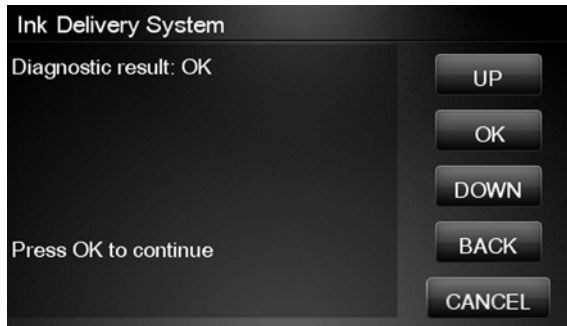 Ink Delivery System
Diagnostic result: OK
UP
OK
DOWN
Press OK to continue
BACK
CANCEL